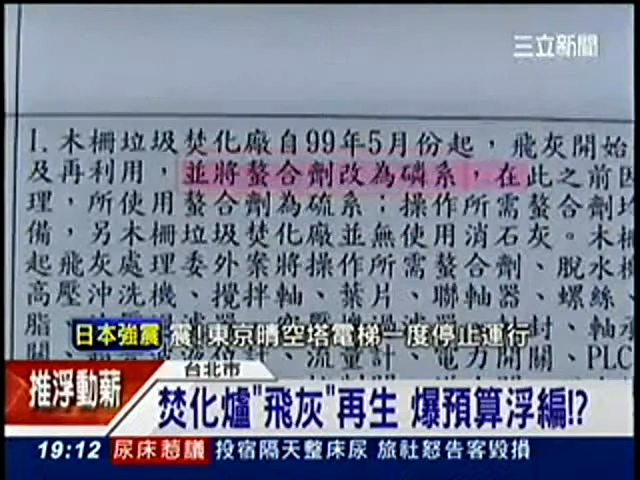 三立新聞
1. 木柵垃圾焚化廠自99年5月份起，飛灰開始
及再利用，並將螯合劑改為磷系，在此之前因
理，所使用螯合劑為硫系；操作所需螯合劑均
備，另木柵垃圾焚化廠並無使用消石灰。木柵
起飛灰處理委外案將操作所需螯合劑、脫水機
高壓沖洗機、攪拌軸、葉片、聯軸器、螺絲、
脂、
日本強震 震!東京晴空塔電梯一度停止運行
關、 流量計、電力開關、PLC
台北市
推浮動薪 焚化爐"飛灰"再生 爆預算浮編!?
19:12 尿床惹議 投宿隔天整床尿 旅社怒告客毀損